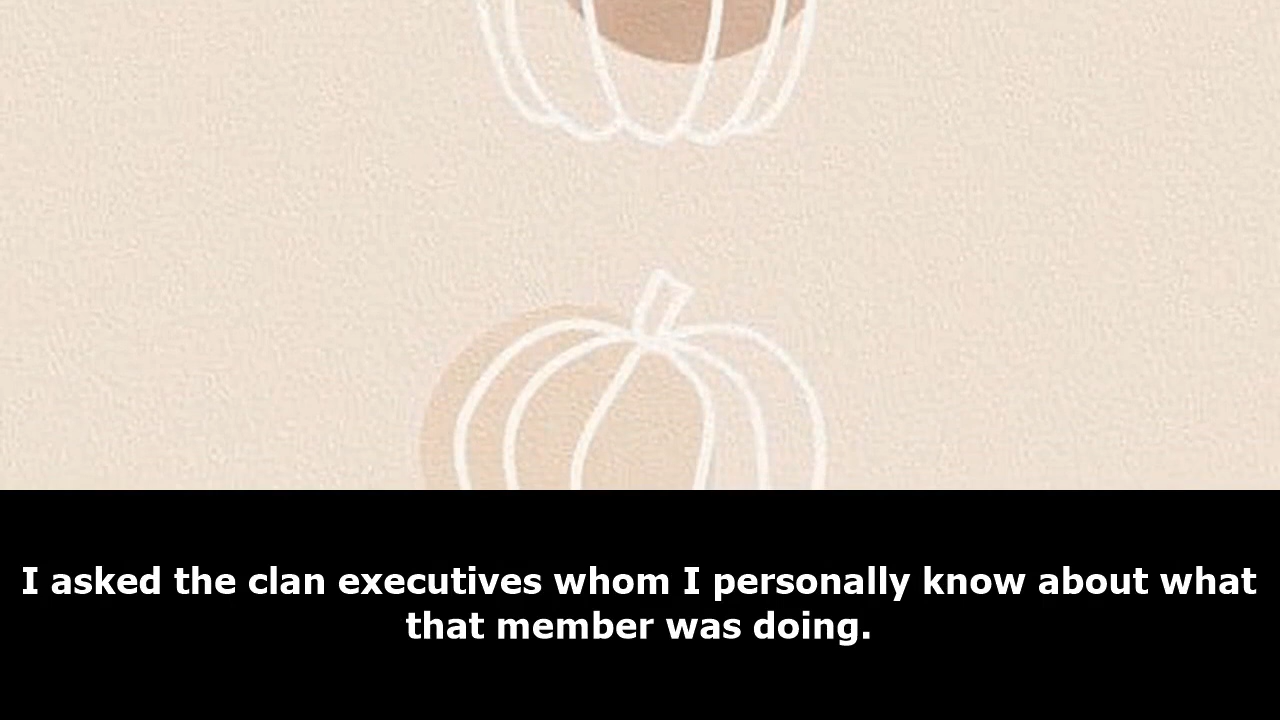 I asked the clan executives whom I personally know about what
that member was doing.